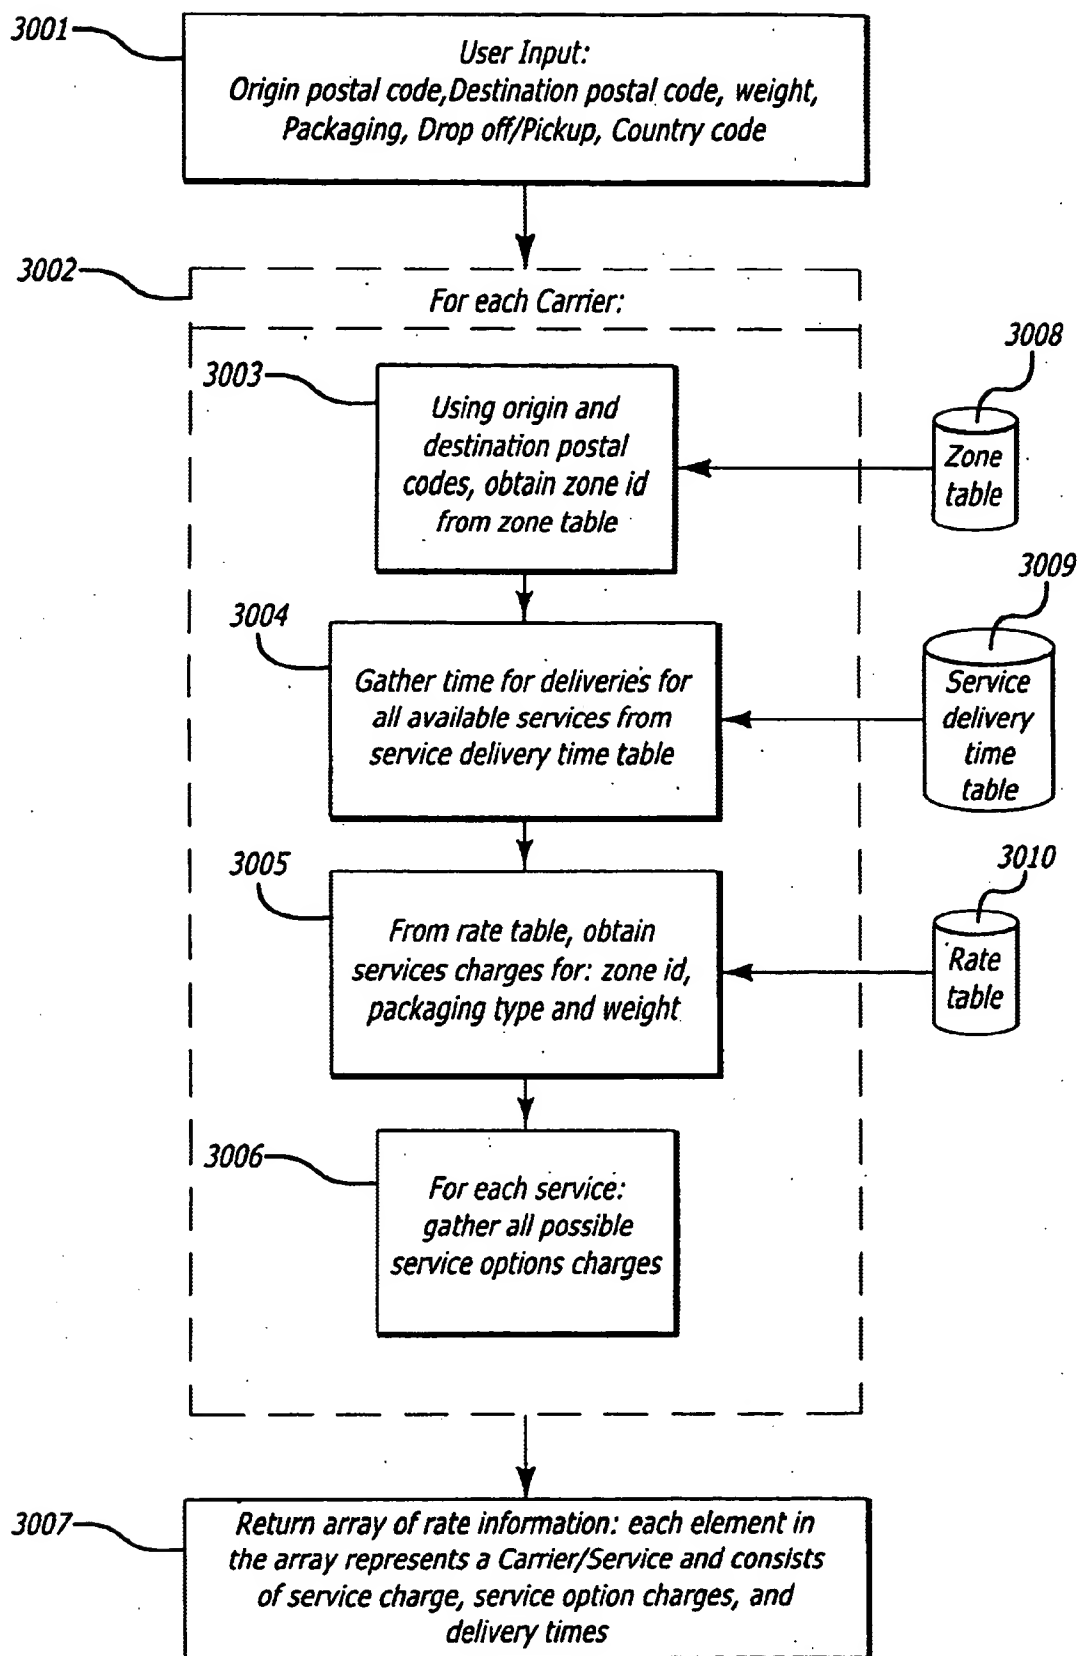 3001
User Input:
Origin postal code,Destination postal code, weight,
Packaging, Drop off/Pickup, Country code
3002
For each Carrier:
3003
Using origin and
destination postal
codes, obtain zone id
from zone table
3008
Zone
table
3004
Gather time for deliveries for
all available services from
service delivery time table
3009
Service
delivery
time
table
3005
From rate table, obtain
services charges for: zone id,
packaging type and weight
3010
Rate
table
3006
For each service:
gather all possible
service options charges
3007
Return array of rate information: each element in
the array represents a Carrier/Service and consists
of service charge, service option charges, and
delivery times